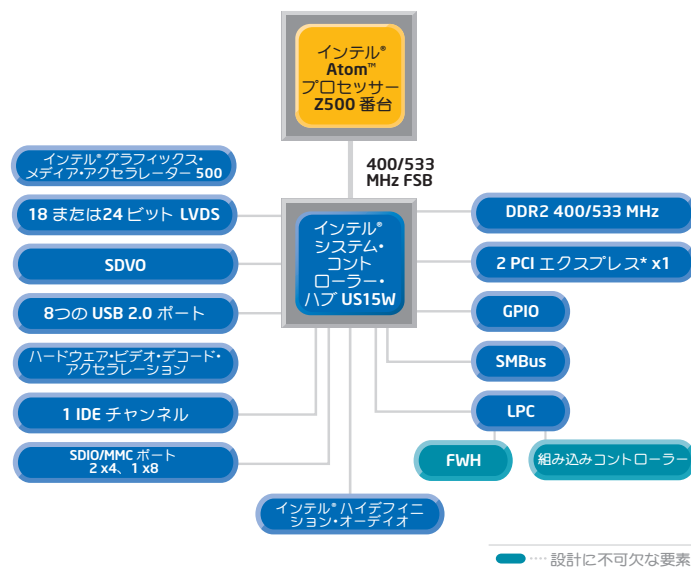 インテル®
Atom™
プロセッサー
Z500 番台
400/533
MHz FSB
インテル® グラフィックス・
メディア・アクセラレーター 500
18 または24 ビット LVDS
SDVO
8つの USB 2.0 ポート
ハードウェア・ビデオ・デコード・
アクセラレーション
1 IDE チャンネル
SDIO/MMC ポート
2 x4、1 x8
インテル®
システム・
コント
ローラー・
ハブ US15W
DDR2 400/533 MHz
2 PCI エクスプレス* x1
GPIO
SMBus
LPC
FWH
組み込みコントローラー
インテル® ハイデフィニ
ション・オーディオ
設計に不可欠な要素